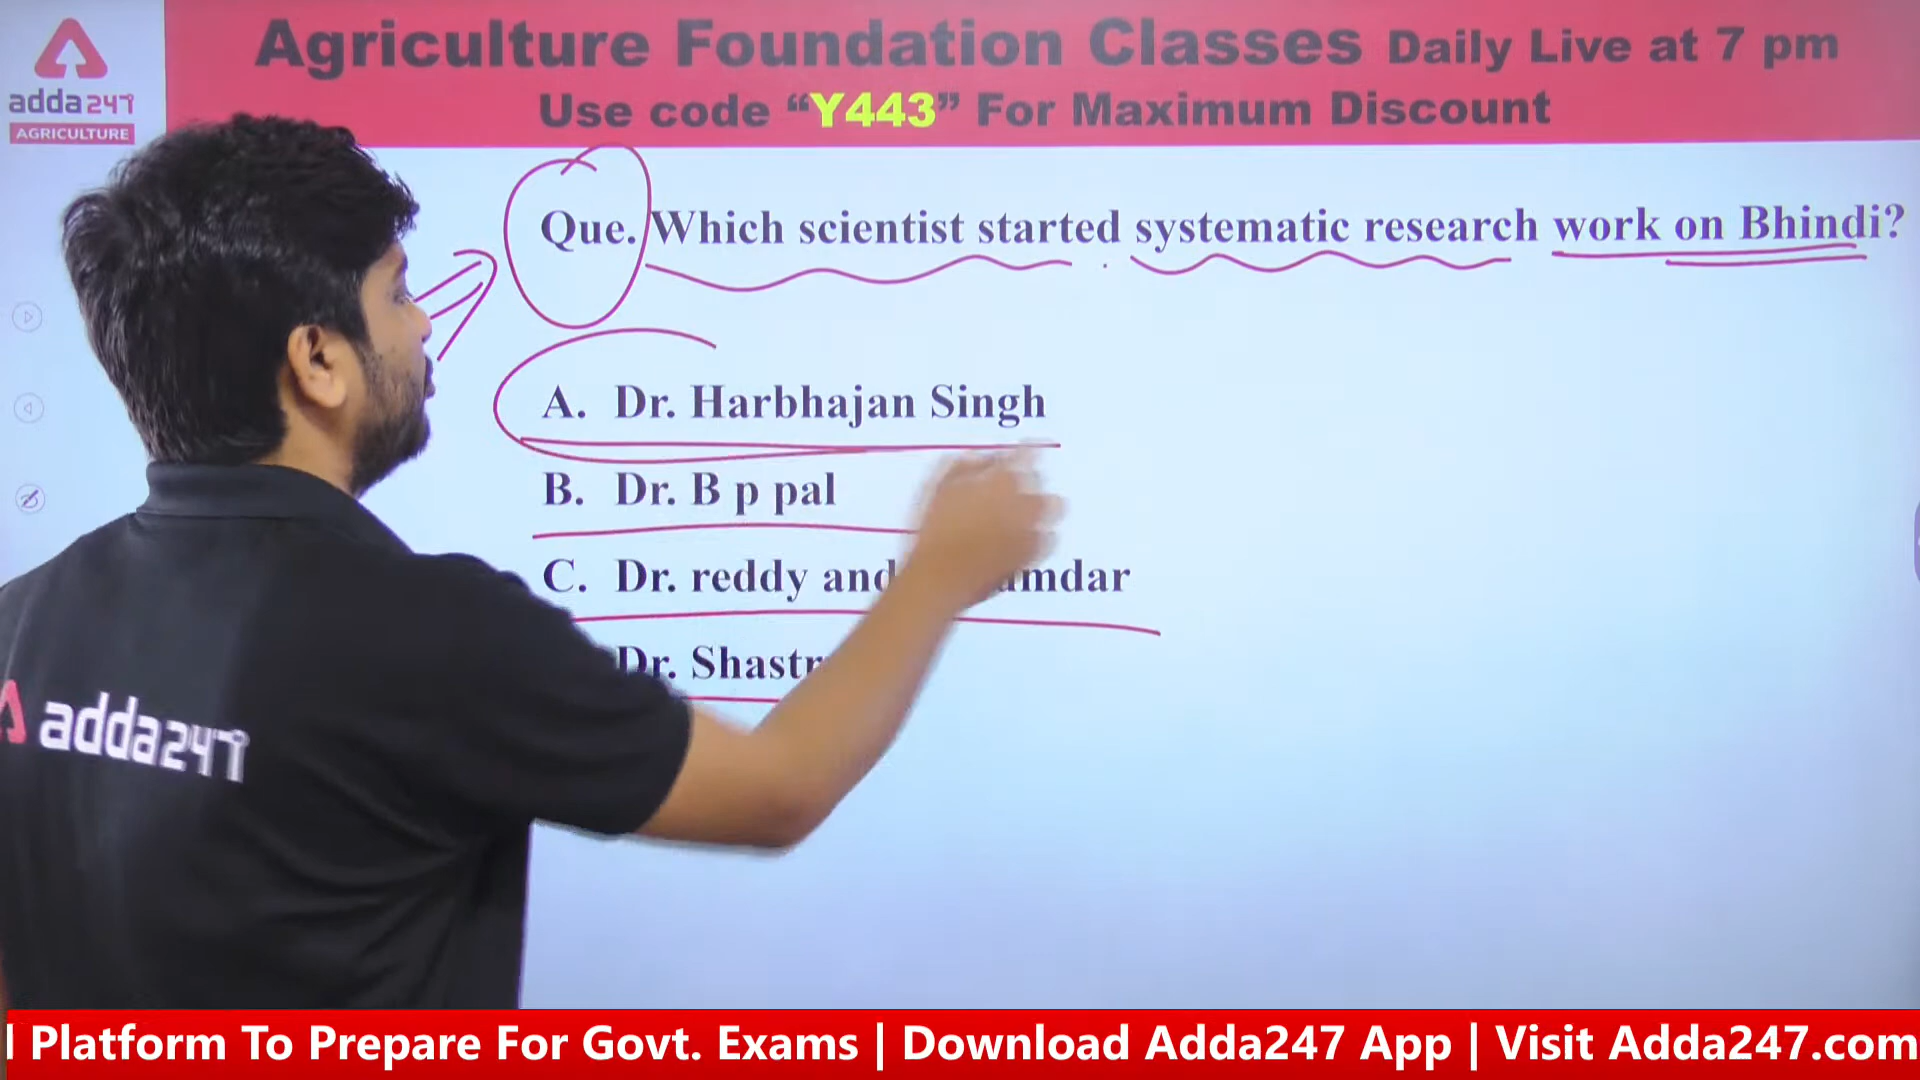 Agriculture Foundation Classes Daily Live at 7 pm
Use code “Y443” For Maximum Discount
adda247
AGRICULTURE
Que. Which scientist started systematic research work on Bhindi?
A. Dr. Harbhajan Singh
B. Dr. B p pal
C. Dr. reddy and
Dr.
adda247
Platform To Prepare For Govt. Exams | Download Adda247 App | Visit Adda247.com